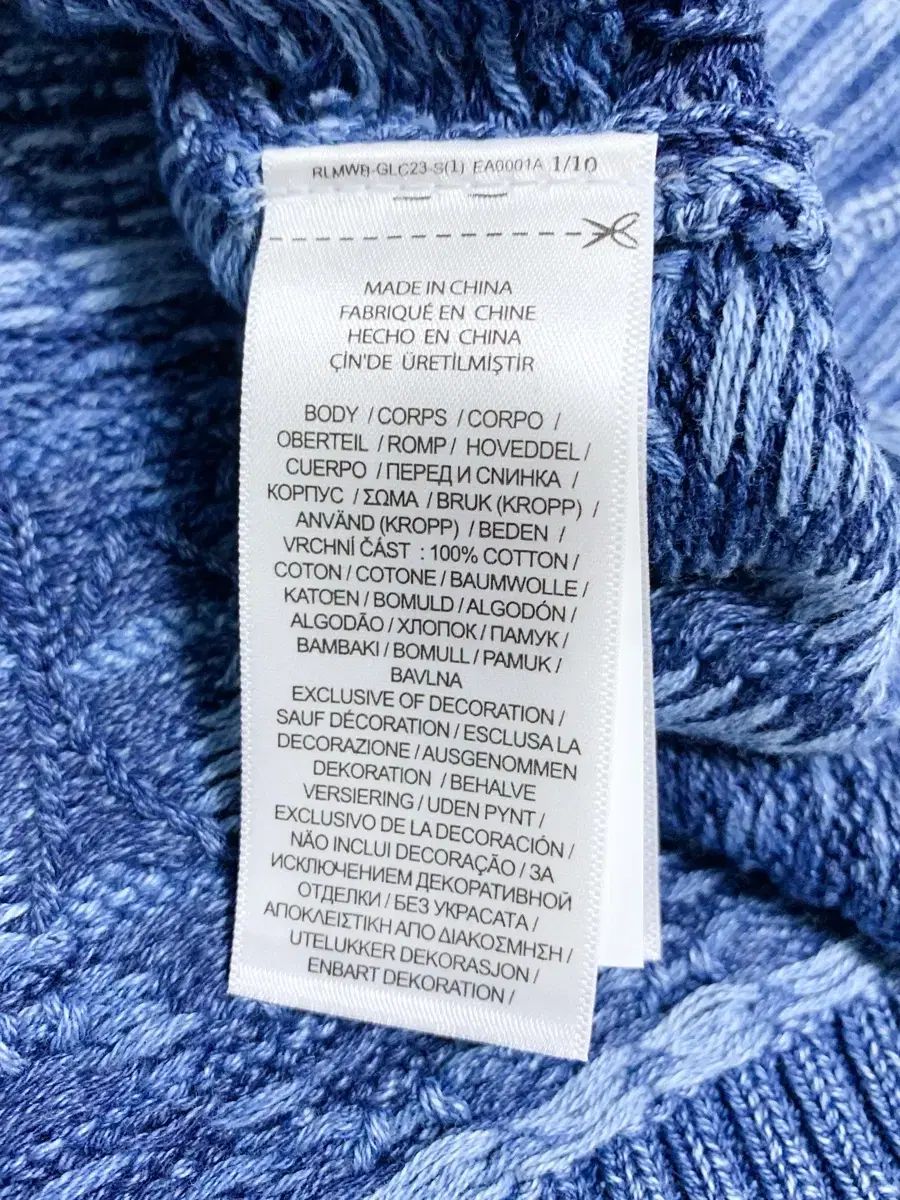 RLMWB-GLC23-S(1) EA0001A 1/10
MADE IN CHINA
FABRIQUÉ EN CHINE
HECHO EN CHINA
ÇİN'DE ÜRETİLMİŞTİR
BODY / CORPS / CORPO /
OBERTEIL / ROMP / HOVEDDEL /
CUERPO / ПЕРЕД И СПИНКА /
КОРПУС / ΣΩΜΑ / BRUK (KROPP) /
ANVÄND (KROPP) / BEDEN /
VRCHNÍ ČÁST : 100% COTTON /
COTON / COTONE / BAUMWOLLE /
KATOEN / BOMULD / ALGODÓN /
ALGODÃO / ХЛОПОК / ПАМУК /
BAMBAKI / BOMULL / PAMUK /
BAVLNA
EXCLUSIVE OF DECORATION /
SAUF DÉCORATION / ESCLUSA LA
DECORAZIONE / AUSGENOMMEN
DEKORATION / BEHALVE
VERSIERING / UDEN PYNT /
EXCLUSIVO DE LA DECORACIÓN /
NÃO INCLUI DECORAÇÃO / ЗА
ИСКЛЮЧЕНИЕМ ДЕКОРАТИВНОЙ
ОТДЕЛКИ / БЕЗ УКРАСАТА /
ΑΠΟΚΛΕΙΣΤΙΚΗ ΑΠΟ ΔΙΑΚΟΣΜΗΣΗ /
UTELUKKER DEKORASJON /
ENBART DEKORATION /